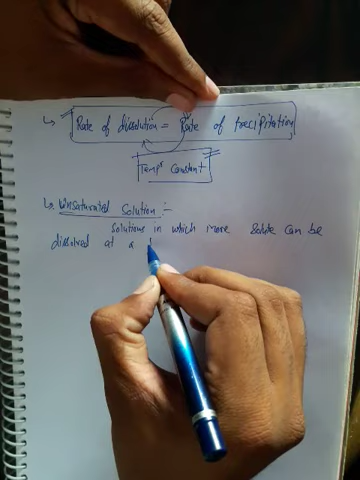 Rate of dissolution = Rate of precipitation
Temp^r Constant
Unsaturated Solution :-
Solutions in which more Solute can be
dissolved at a